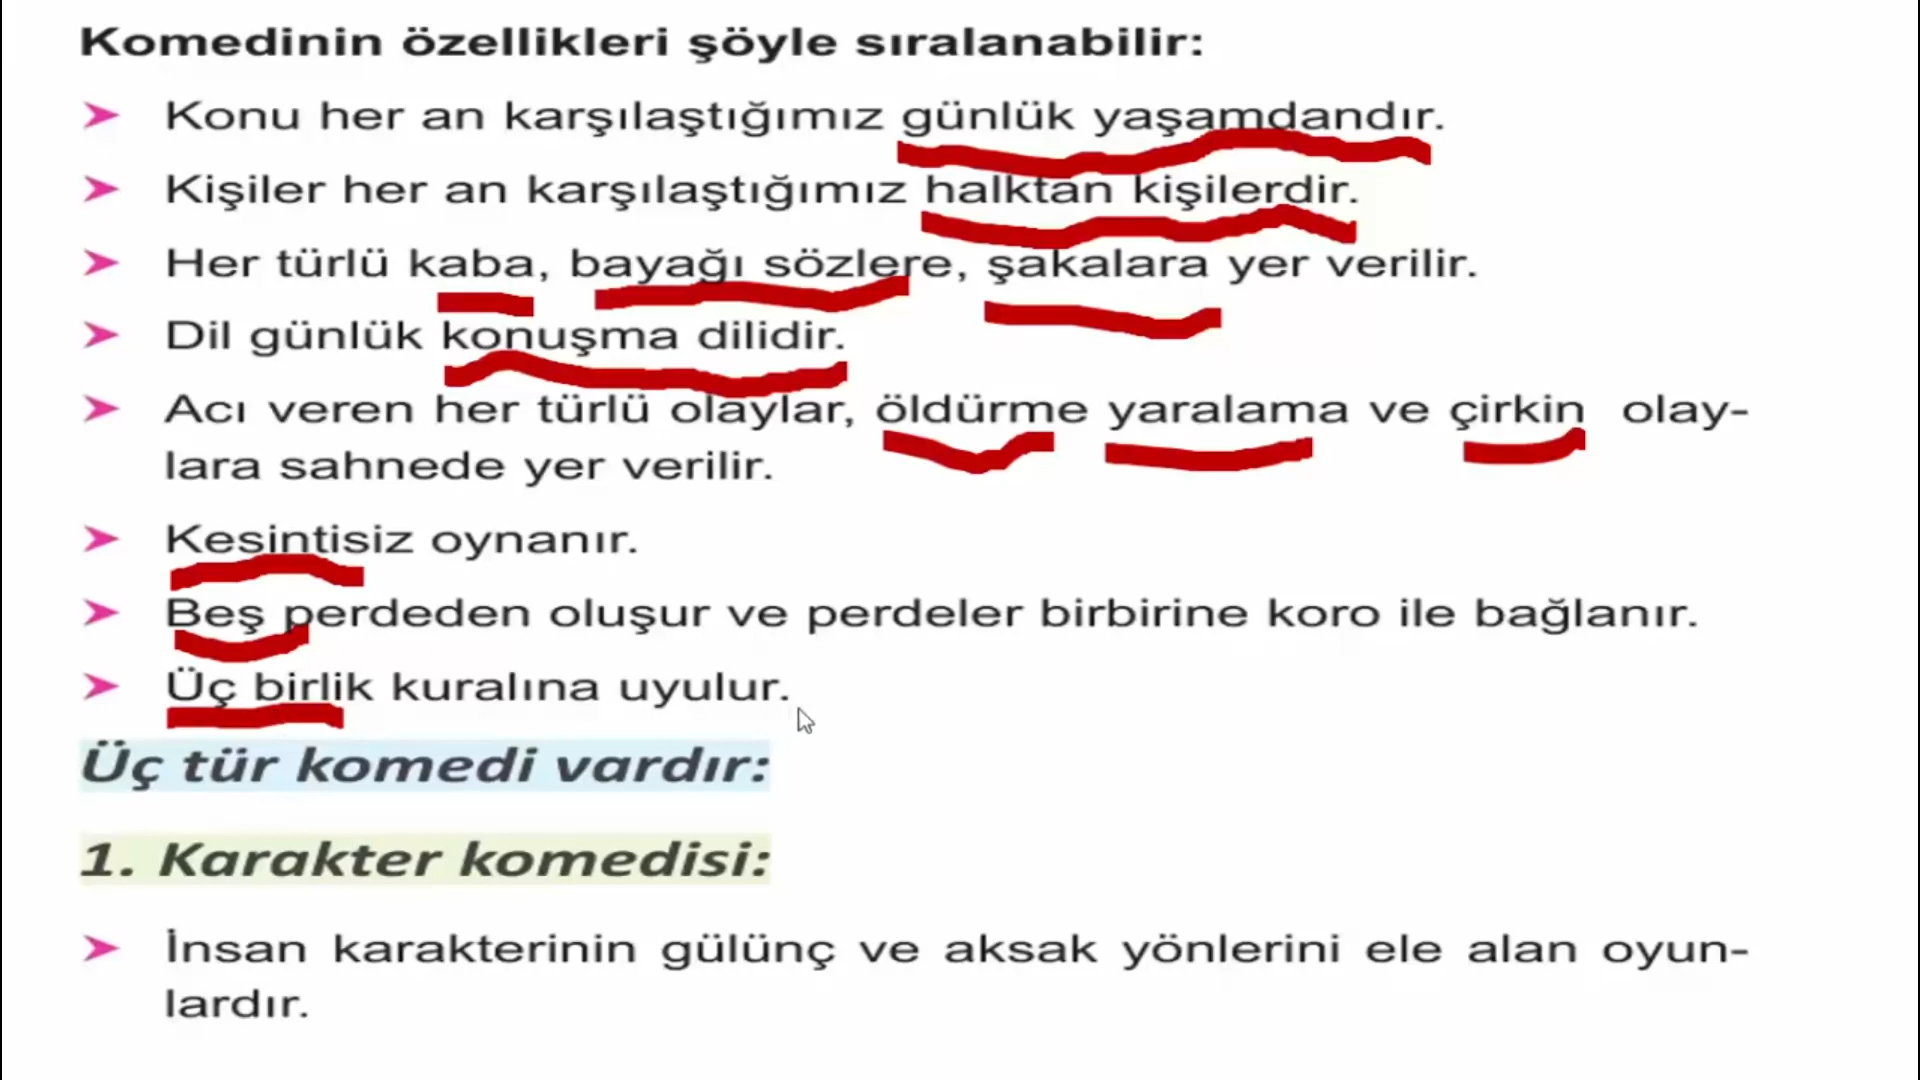 Komedinin özellikleri şöyle sıralanabilir:
➤ Konu her an karşılaştığımız günlük yaşamdandır.
➤ Kişiler her an karşılaştığımız halktan kişilerdir.
➤ Her türlü kaba, bayağı sözlere, şakalara yer verilir.
➤ Dil günlük konuşma dilidir.
➤ Acı veren her türlü olaylar, öldürme yaralama ve çirkin olay-
lara sahnede yer verilir.
➤ Kesintisiz oynanır.
➤ Beş perdeden oluşur ve perdeler birbirine koro ile bağlanır.
➤ Üç birlik kuralına uyulur.
Üç tür komedi vardır:
1. Karakter komedisi:
➤ İnsan karakterinin gülünç ve aksak yönlerini ele alan oyun-
lardır.